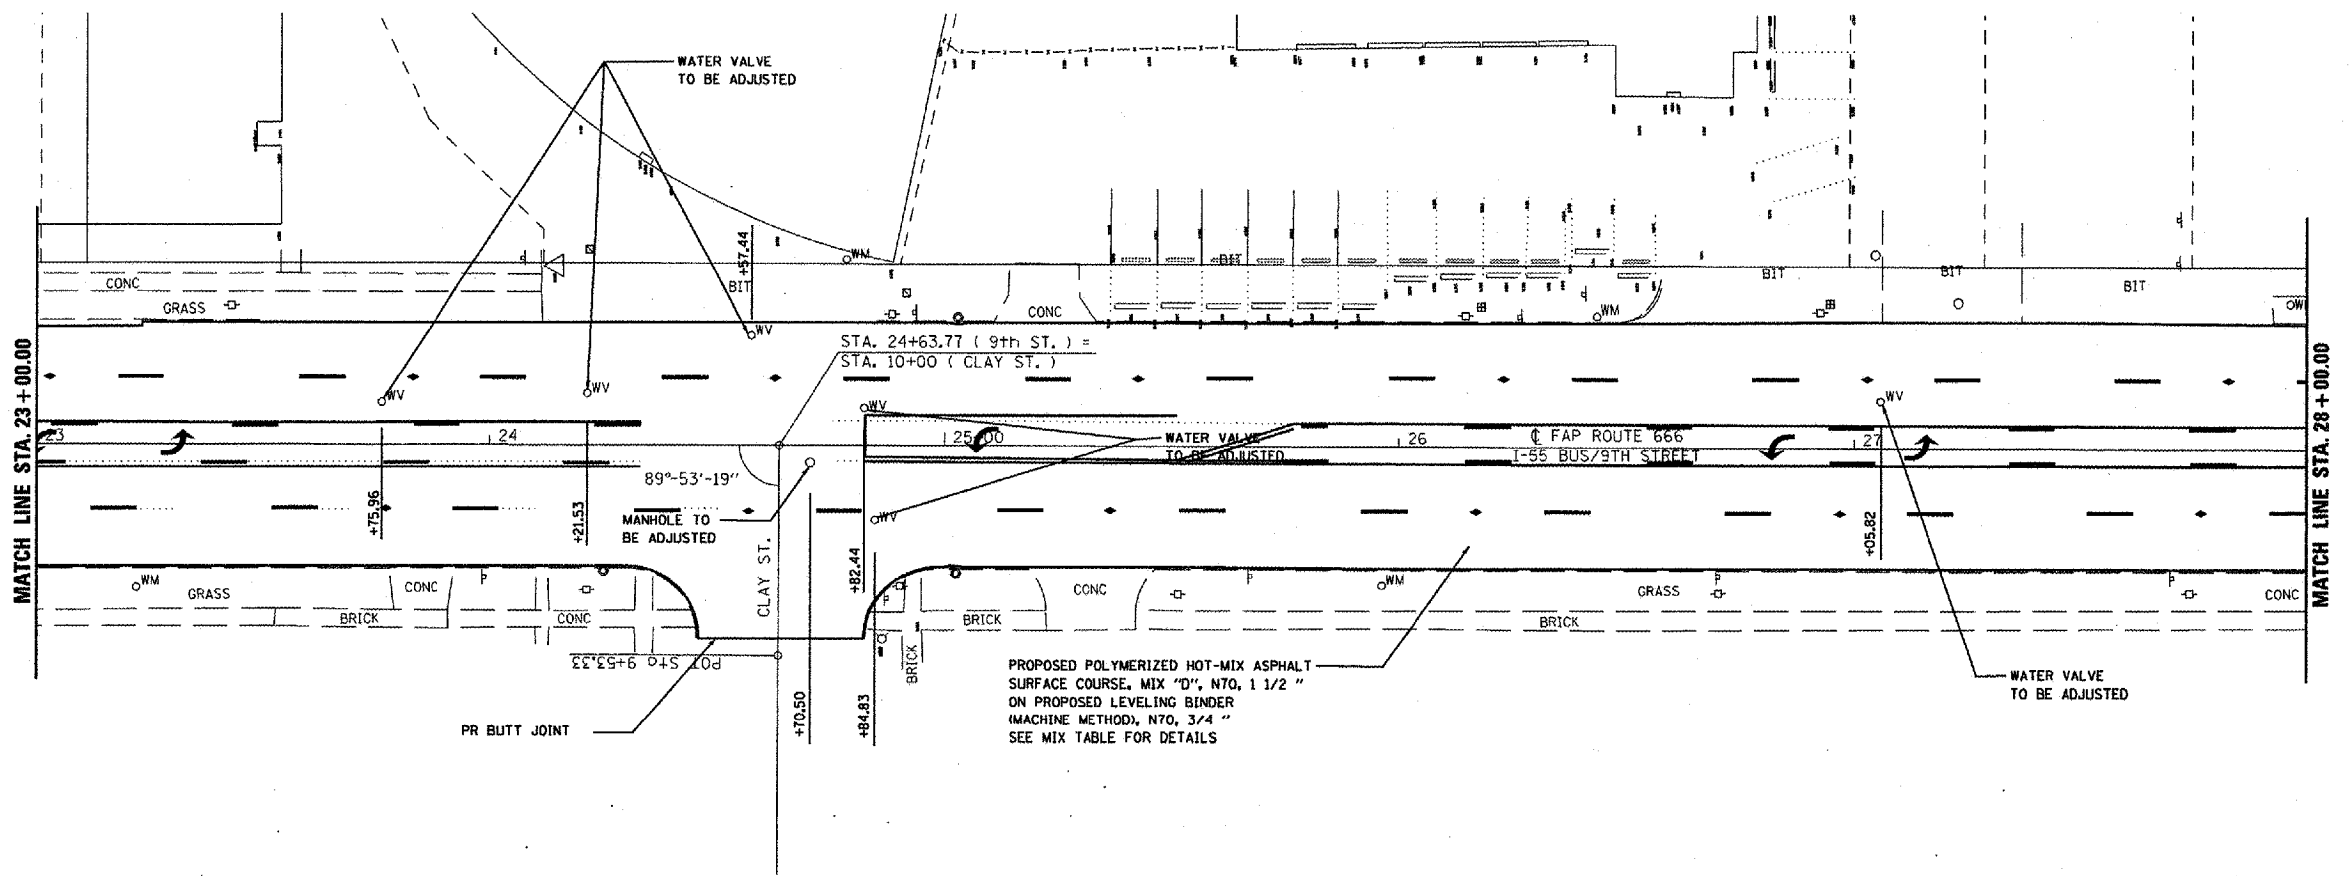 WATER VALVE
TO BE ADJUSTED
+57.44
WM
CONC
GRASS
BIT
CONC
BIT
WM
BIT
BIT
BIT
MATCH LINE STA. 23+00.00
MATCH LINE STA. 28+00.00
WV
STA. 24+63.77 ( 9th ST. ) =
STA. 10+00 ( CLAY ST. )
WV
WV
WV
WV
23
24
25+00
26
27
WATER VALVE
TO BE ADJUSTED
℄ FAP ROUTE 666
I-55 BUS/9TH STREET
89°-53'-19"
+75.96
+21.53
MANHOLE TO
BE ADJUSTED
WV
+05.82
CLAY ST.
+82.44
WM
GRASS
CONC
BRICK
CONC
BRICK
CONC
WM
GRASS
BRICK
CONC
BRICK
POT Sta 9+53.33
+70.50
+84.83
PR BUTT JOINT
PROPOSED POLYMERIZED HOT-MIX ASPHALT
SURFACE COURSE, MIX "D", N70, 1 1/2 "
ON PROPOSED LEVELING BINDER
(MACHINE METHOD), N70, 3/4 "
SEE MIX TABLE FOR DETAILS
WATER VALVE
TO BE ADJUSTED